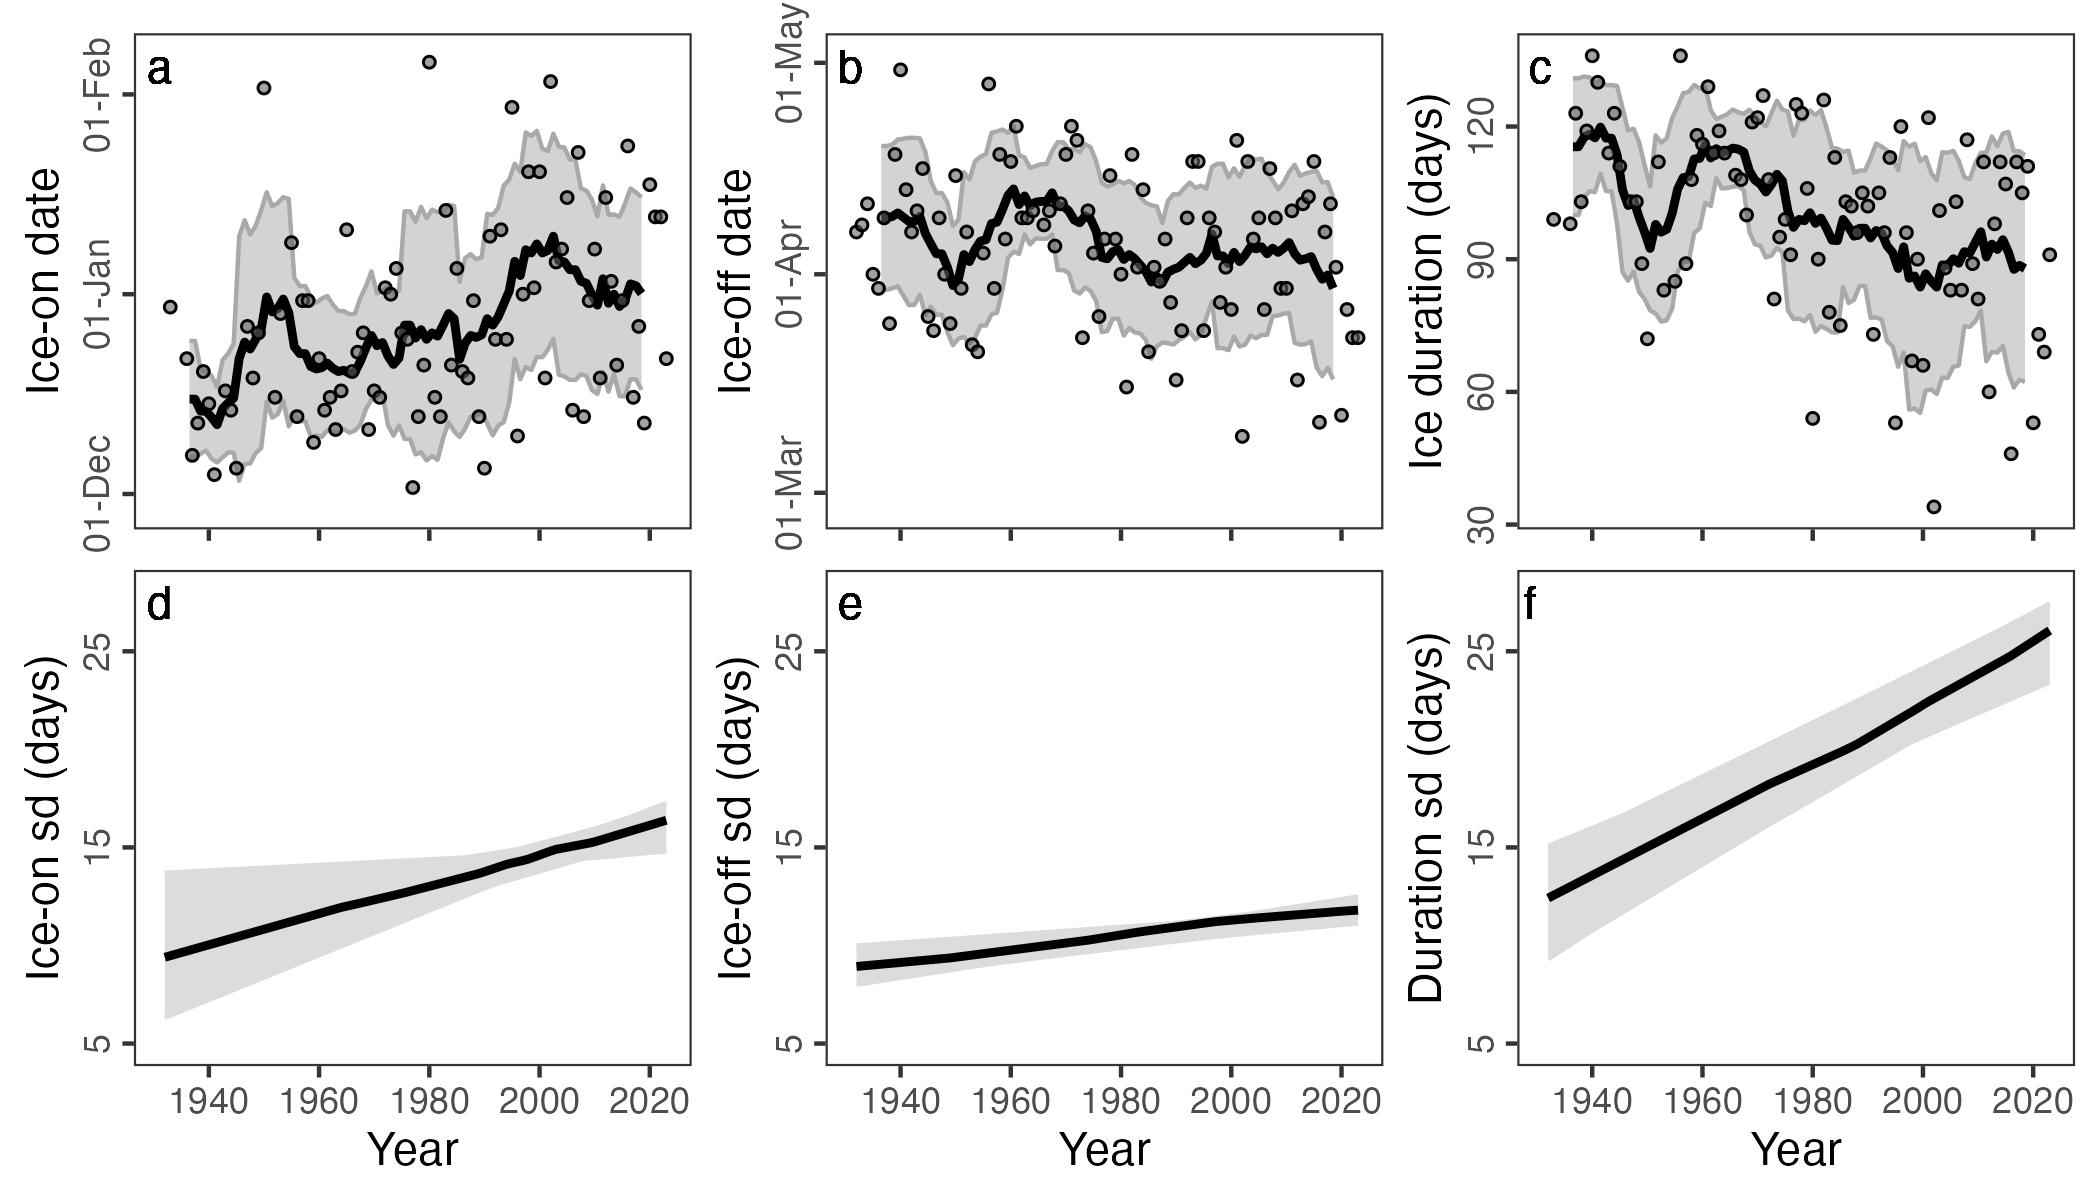 a
Ice-on date
01-Feb
01-Jan
01-Dec
b
Ice-off date
01-May
01-Apr
01-Mar
c
Ice duration (days)
120
90
60
30
d
Ice-on sd (days)
25
15
5
1940 1960 1980 2000 2020
Year
e
Ice-off sd (days)
25
15
5
1940 1960 1980 2000 2020
Year
f
Duration sd (days)
25
15
5
1940 1960 1980 2000 2020
Year